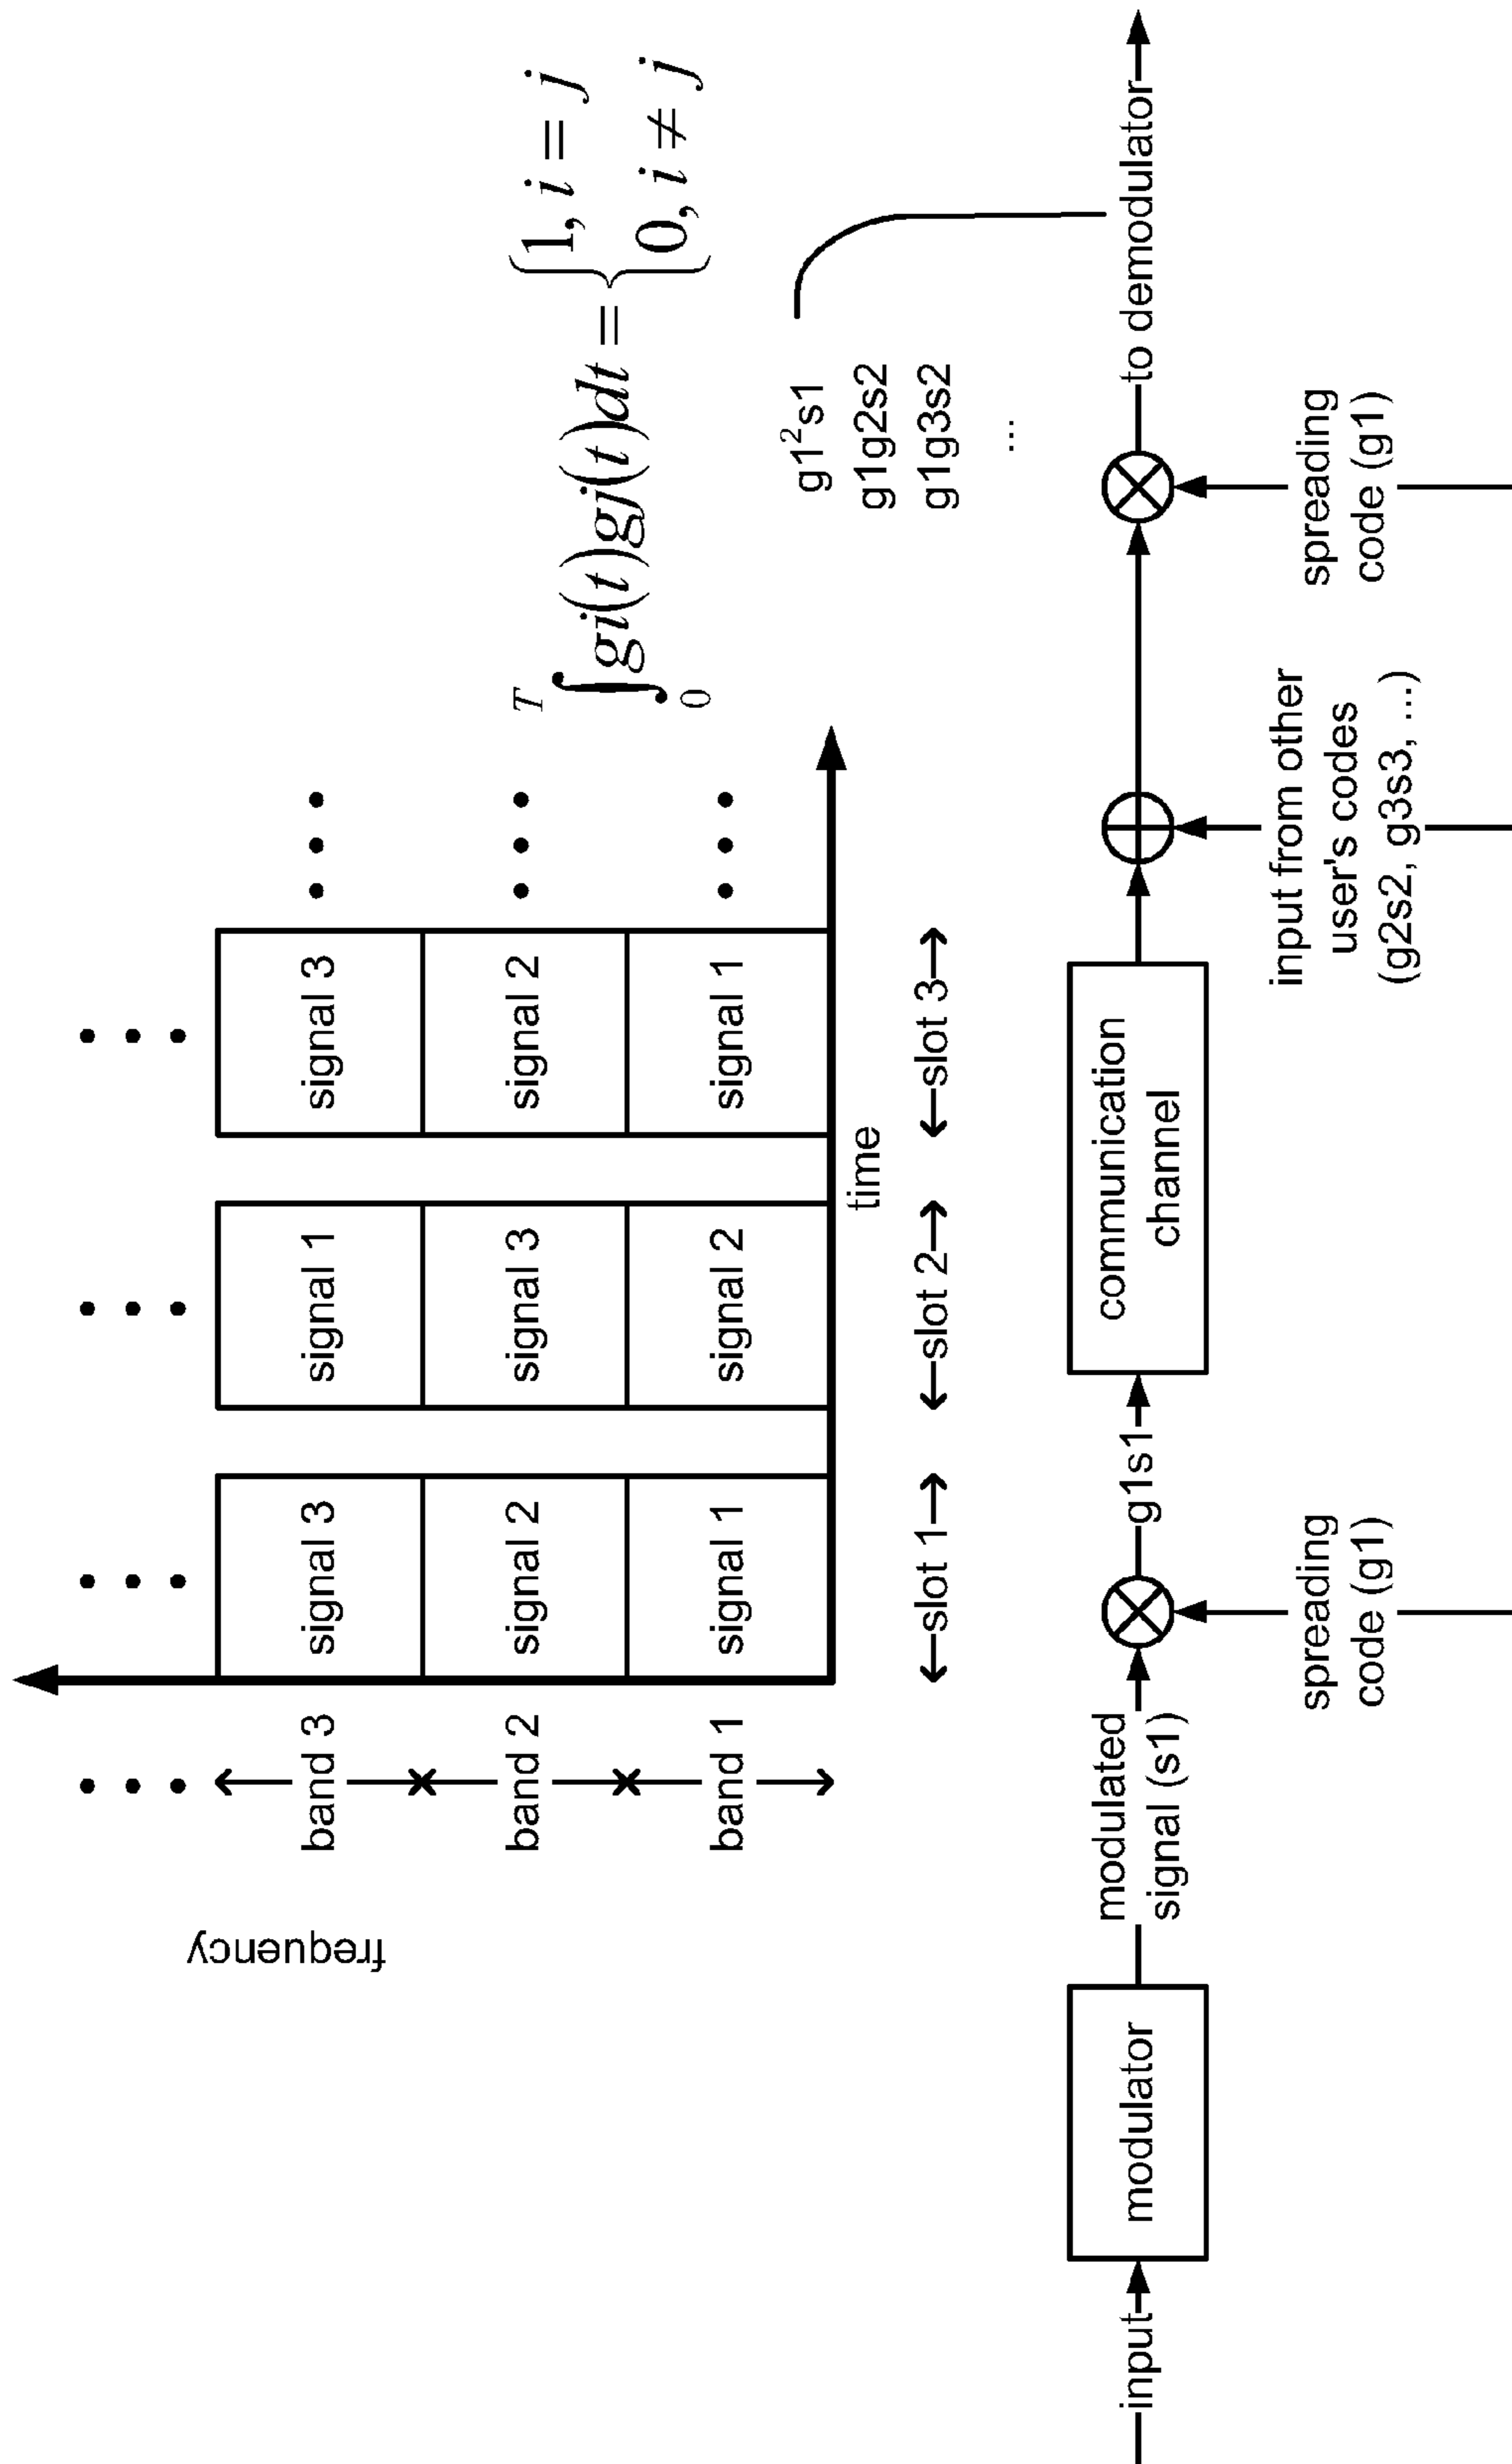 frequency
band 3
band 2
band 1
signal 3
signal 2
signal 1
signal 1
signal 3
signal 2
signal 3
signal 2
signal 1
time
slot 1
slot 2
slot 3
T
∫gi(t)gj(t)dt = {1, i = j
0
0, i ≠ j
g1²s1
g1g2s2
g1g3s2
...
input
modulator
modulated
signal (s1)
g1s1
communication
channel
to demodulator
spreading
code (g1)
input from other
user's codes
(g2s2, g3s3, ...)
spreading
code (g1)